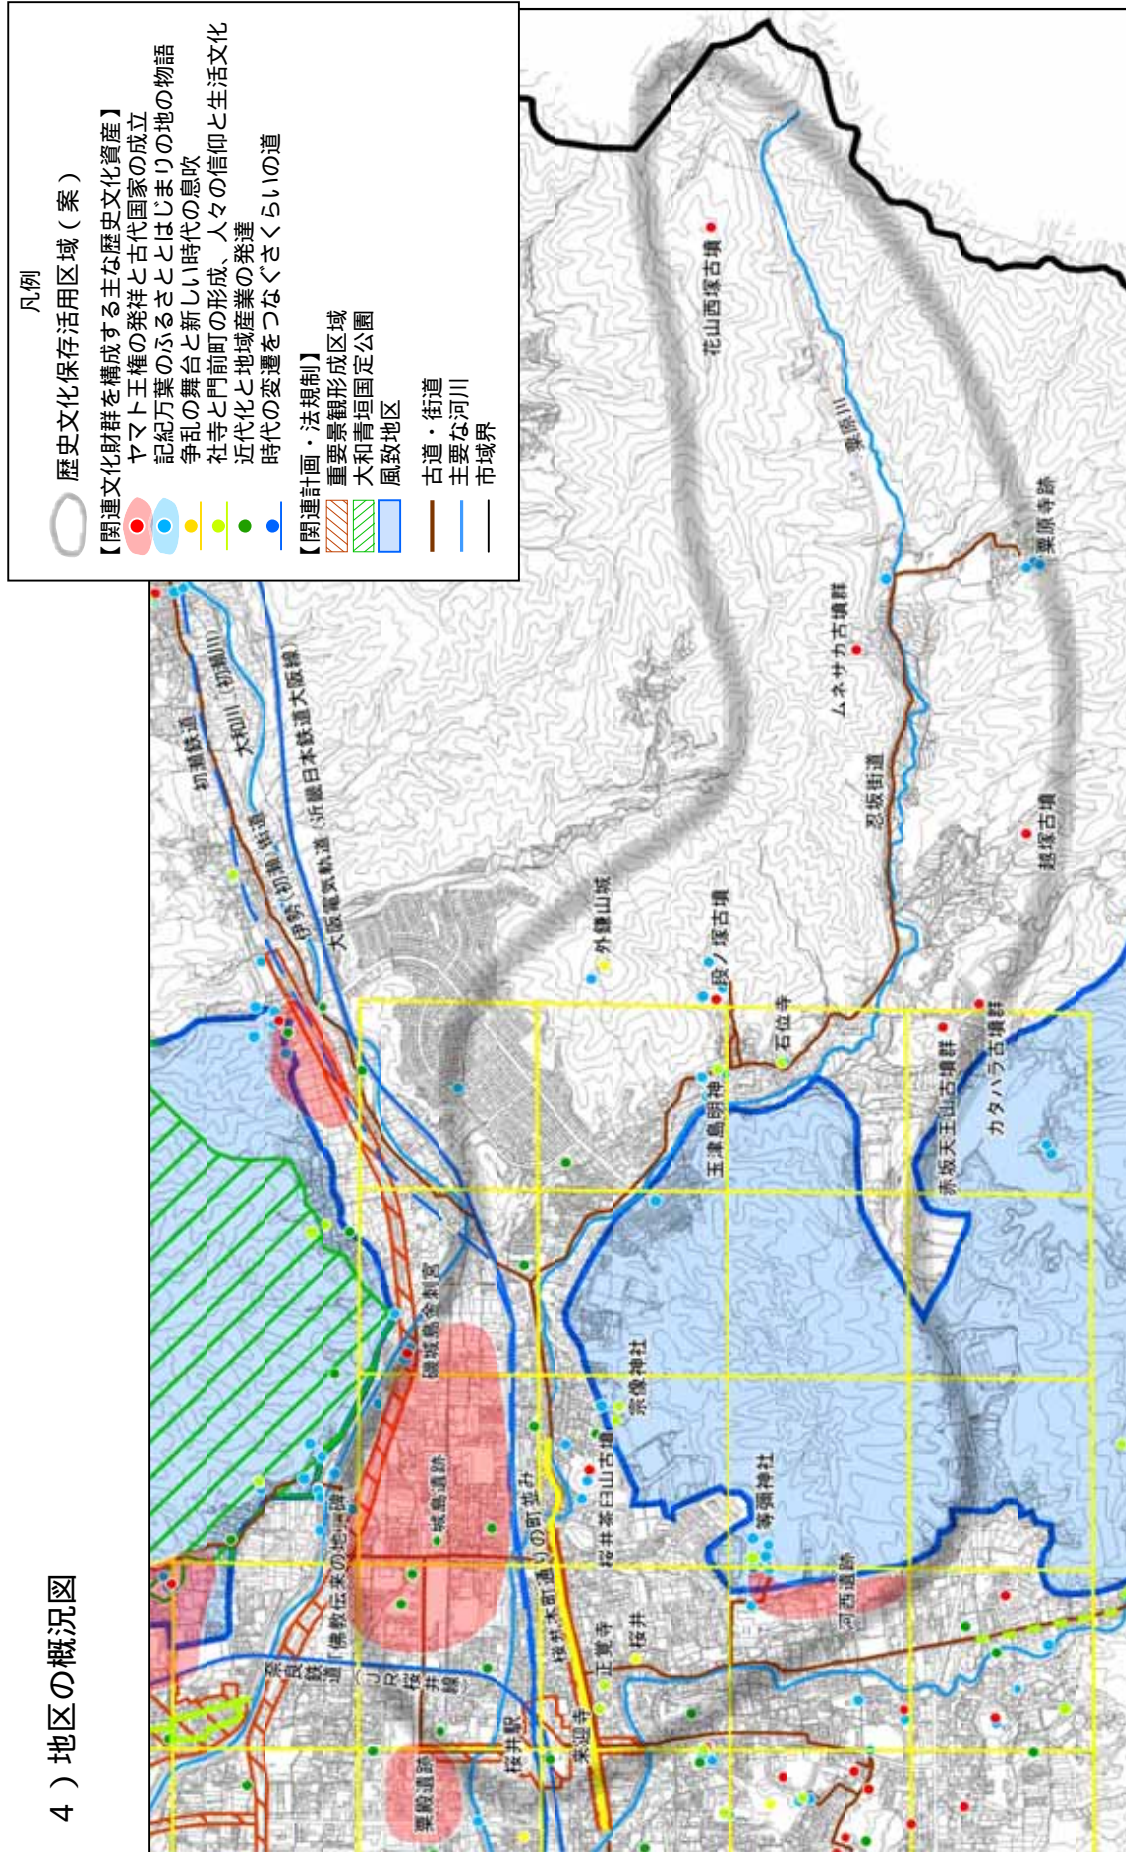 4）地区の概況図
凡例
歴史文化保存活用区域（案）
【関連文化財群を構成する主な歴史文化資産】
ヤマト王権の発祥と古代国家の成立
記紀万葉のふるさととはじまりの地の物語
争乱の舞台と新しい時代の息吹
社寺と門前町の形成、人々の信仰と生活文化
近代化と地域産業の発達
時代の変遷をつなぐさくらいの道
【関連計画・法規制】
重要景観形成区域
大和青垣国定公園
風致地区
古道・街道
主要な河川
市域界
初瀬鉄道
大和川（初瀬川）
伊勢（初瀬）街道
大阪電気軌道（近畿日本鉄道大阪線）
花山西塚古墳
粟原川
粟原寺跡
ムネサカ古墳群
忍坂街道
越塚古墳
外鎌山城
段ノ塚古墳
石位寺
玉津島明神
赤坂天王山古墳群
カタハラ古墳群
磯城島金刺宮
城島遺跡
「佛教伝来の地」碑
奈良鉄道
（JR桜井線）
桜井本町通りの町並み
宗像神社
桜井茶臼山古墳
等彌神社
河西遺跡
正覚寺
桜井
来迎寺
桜井駅
粟殿遺跡